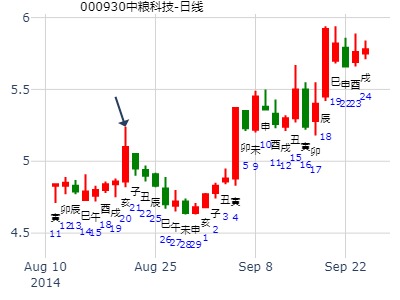 000930中粮科技-日线
6
5.5
5
4.5
寅
11
卯
12
辰
13
巳
14
午
15
酉
18
戌
19
亥
20
子
21
丑
22
辰
25
巳
26
午
27
未
28
申
29
亥
1
子
2
丑
3
寅
4
卯
5
未
9
申
10
酉
11
戌
12
丑
15
寅
16
卯
17
辰
18
巳
19
申
22
酉
23
戌
24
Aug 10
2014
Aug 25
Sep 8
Sep 22